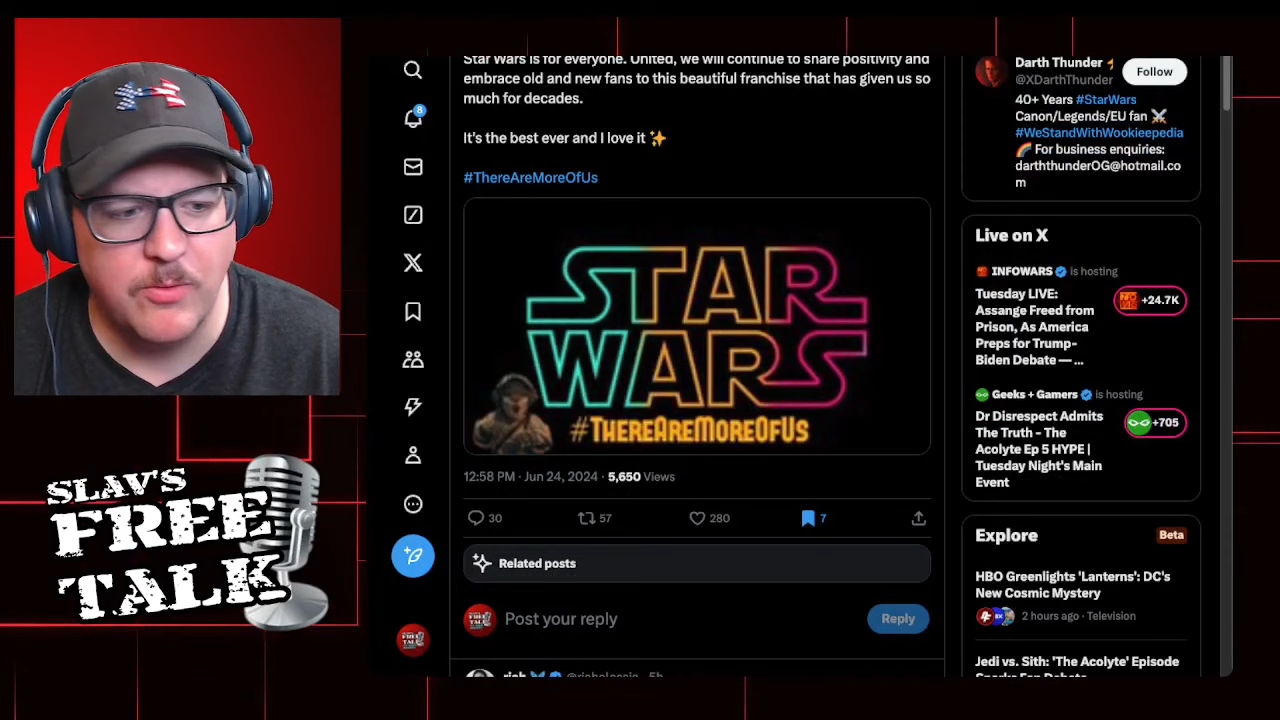 Star Wars is for everyone. United, we will continue to share positivity and
embrace old and new fans to this beautiful franchise that has given us so
much for decades.
It's the best ever and I love it ✨
#ThereAreMoreOfUs
STAR
WARS
#THEREAREMOREOFUS
12:58 PM · Jun 24, 2024 · 5,650 Views
30
57
280
7
Related posts
Post your reply
Reply
8
Darth Thunder
@XDarthThunder
Follow
40+ Years #StarWars
Canon/Legends/EU fan ⚔
#WeStandWithWookieepedia
🌈 For business enquiries:
darththunderOG@hotmail.co
m
Live on X
INFOWARS is hosting
Tuesday LIVE:
Assange Freed from
Prison, As America
Preps for Trump-
Biden Debate — ...
+24.7K
Geeks + Gamers is hosting
Dr Disrespect Admits
The Truth - The
Acolyte Ep 5 HYPE |
Tuesday Night's Main
Event
+705
Explore
Beta
HBO Greenlights 'Lanterns': DC's
New Cosmic Mystery
2 hours ago · Television
Jedi vs. Sith: 'The Acolyte' Episode
SLAV'S
FREE
TALK